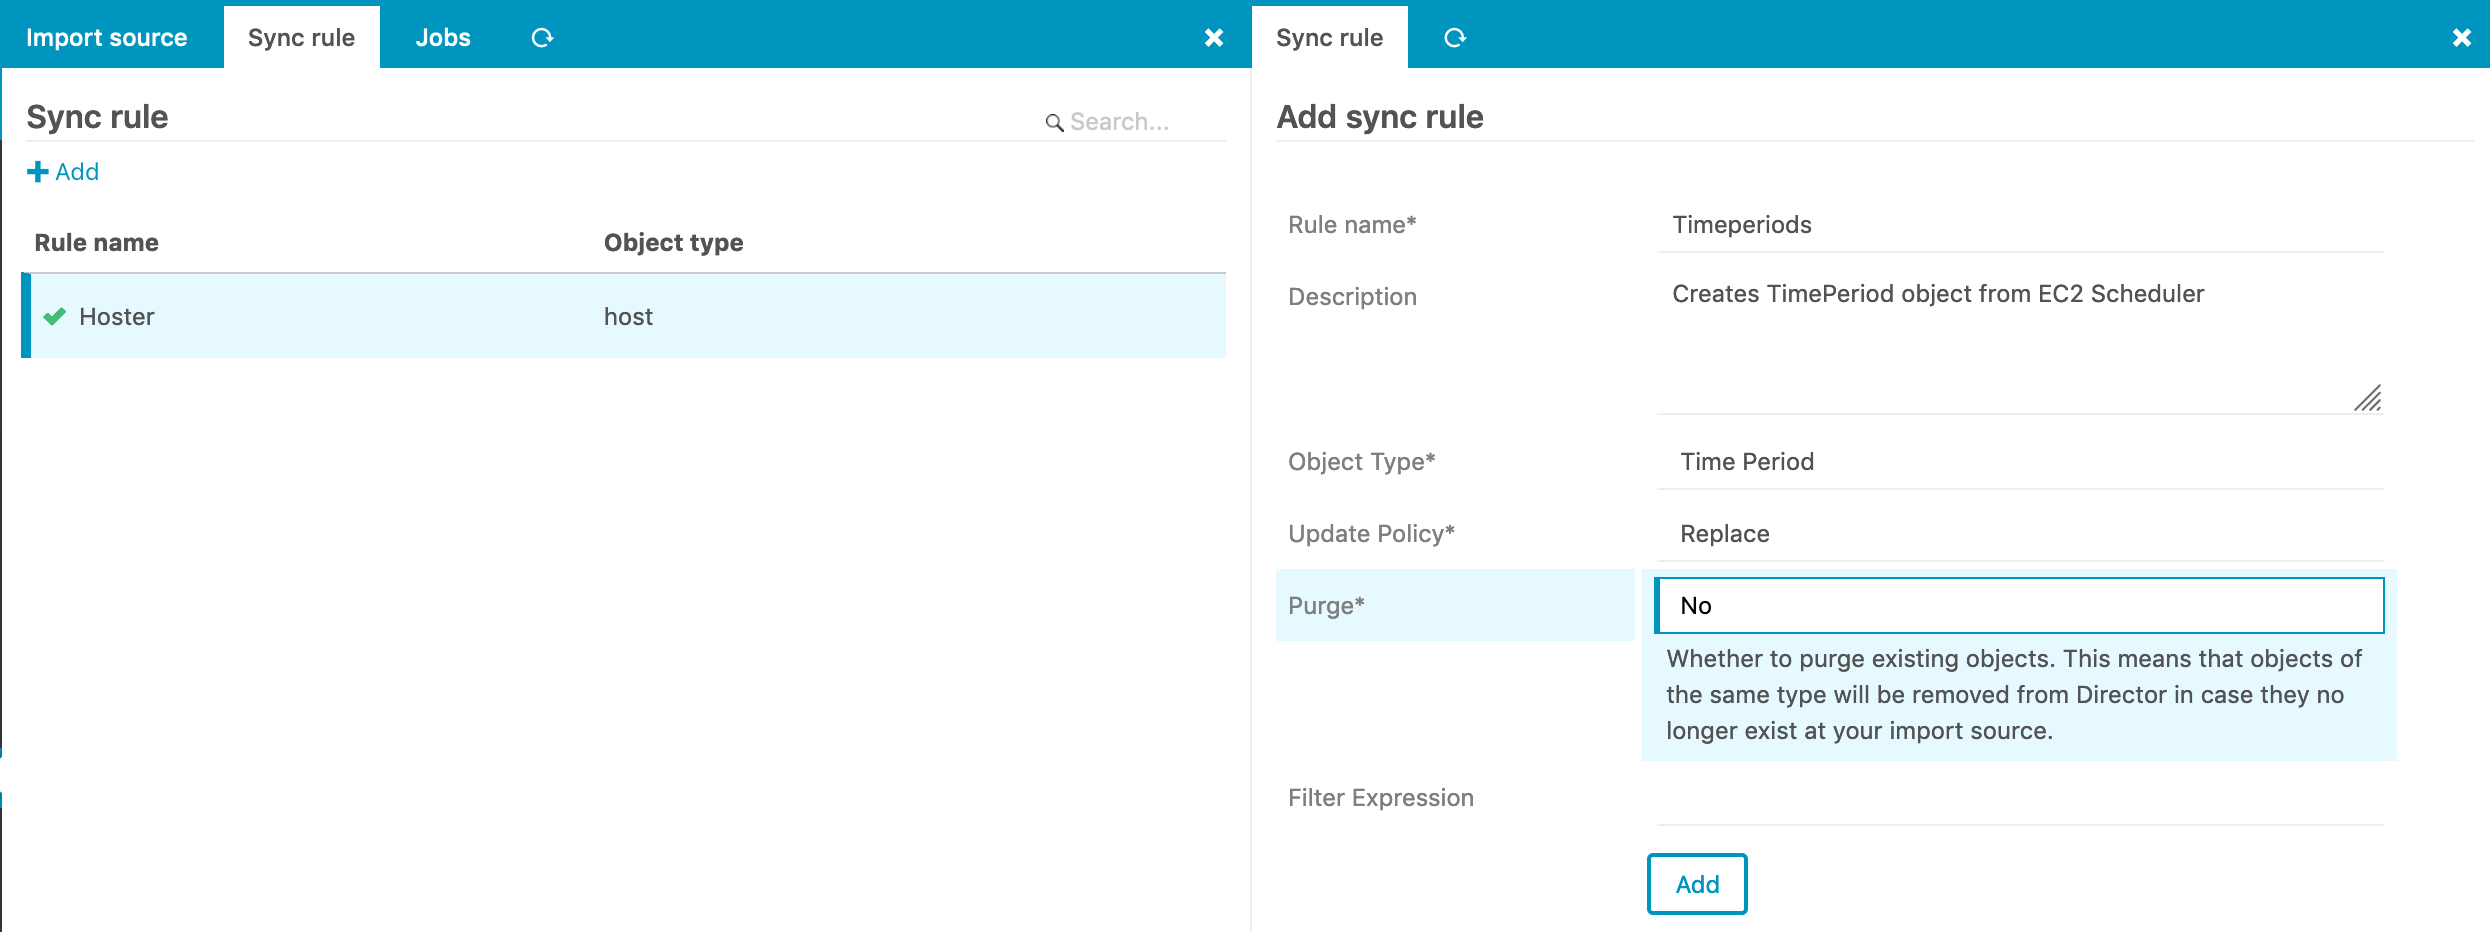 Import source
Sync rule
Jobs
Sync rule
Search...
Add
Rule name
Object type
Hoster
host
Sync rule
Add sync rule
Rule name*
Timeperiods
Description
Creates TimePeriod object from EC2 Scheduler
Object Type*
Time Period
Update Policy*
Replace
Purge*
No
Whether to purge existing objects. This means that objects of
the same type will be removed from Director in case they no
longer exist at your import source.
Filter Expression
Add